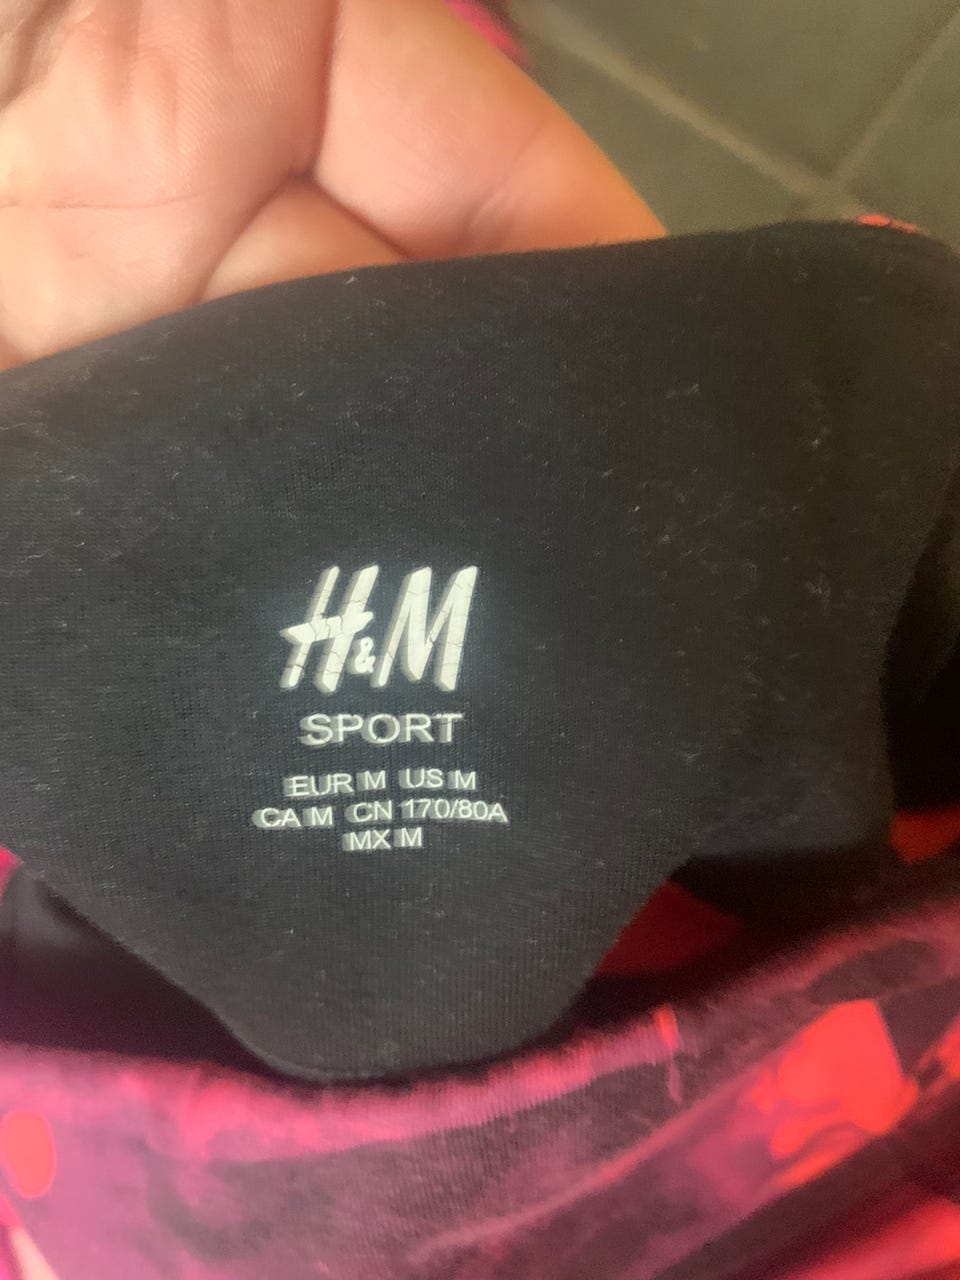 H&M
SPORT
EUR M US M
CA M CN 170/80A
MX M